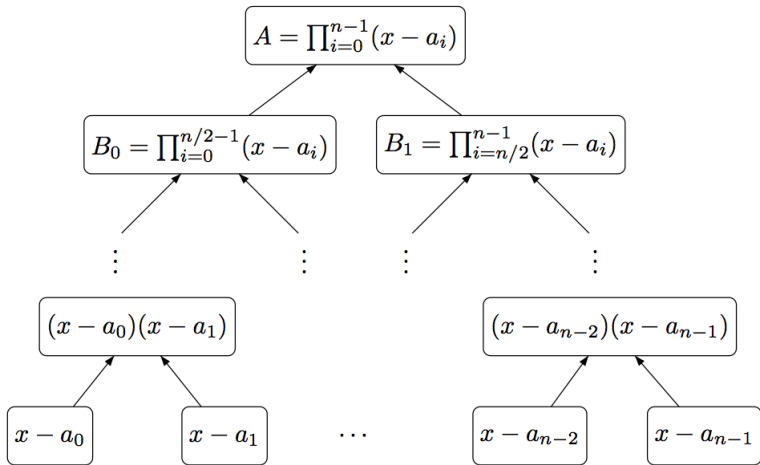 A = ∏_{i=0}^{n−1}(x − a_i)
B_0 = ∏_{i=0}^{n/2−1}(x − a_i)
B_1 = ∏_{i=n/2}^{n−1}(x − a_i)
⋮ ⋮ ⋮ ⋮
(x − a_0)(x − a_1)
(x − a_{n−2})(x − a_{n−1})
x − a_0
x − a_1
⋯
x − a_{n−2}
x − a_{n−1}